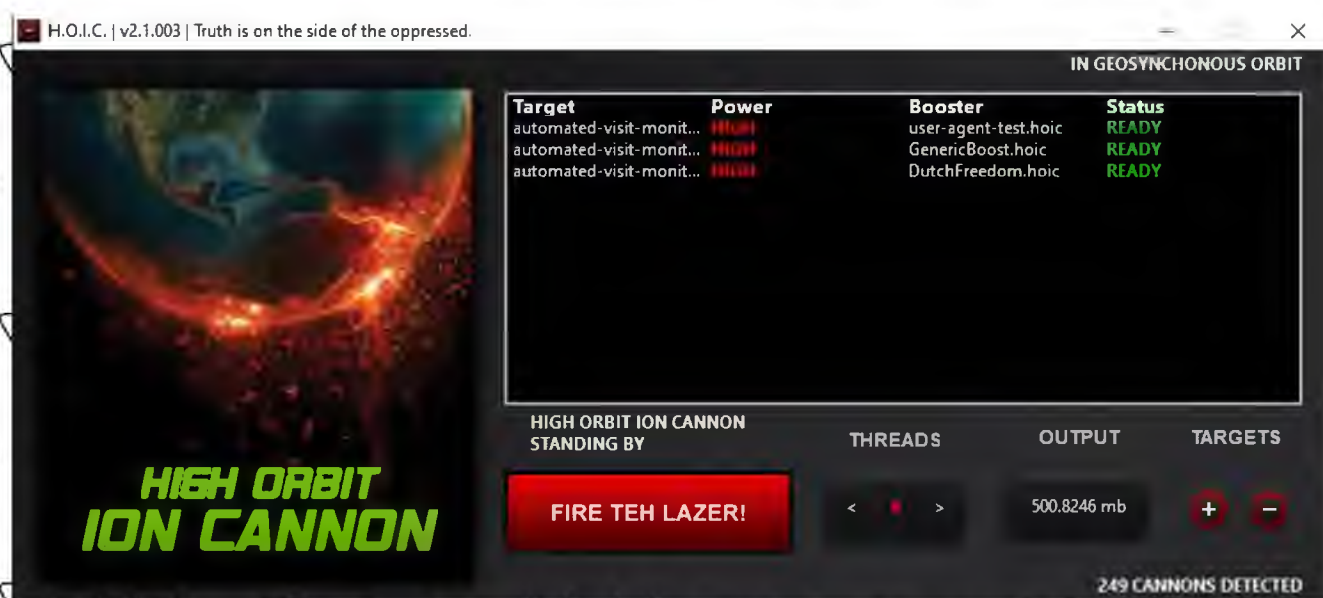 H.O.I.C. | v2.1.003 | Truth is on the side of the oppressed.
IN GEOSYNCHONOUS ORBIT
Target Power Booster Status
automated-visit-monit... HIGH user-agent-test.hoic READY
automated-visit-monit... HIGH GenericBoost.hoic READY
automated-visit-monit... HIGH DutchFreedom.hoic READY
HIGH ORBIT ION CANNON
STANDING BY
THREADS OUTPUT TARGETS
HIGH ORBIT
ION CANNON
FIRE TEH LAZER!
< >
500.8246 mb
+ −
249 CANNONS DETECTED